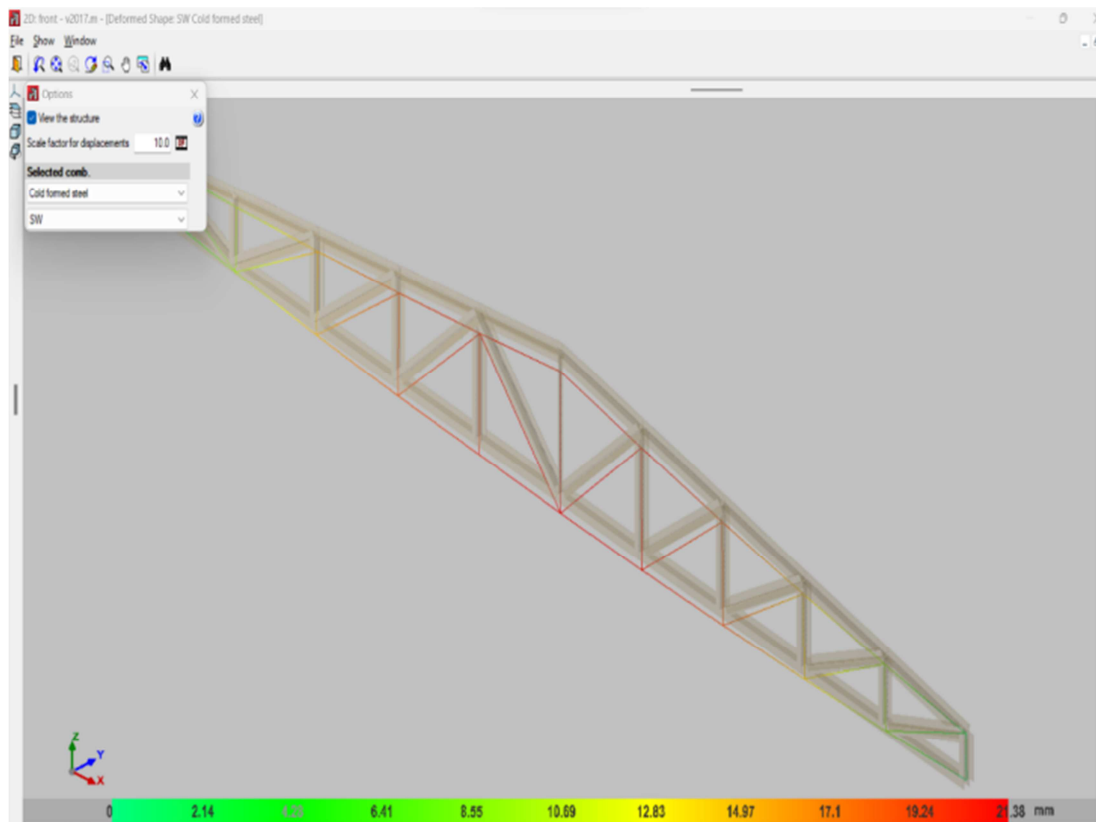 2D: front - v2017.m - [Deformed Shape: SW Cold formed steel]
File Show Window
Options
View the structure
Scale factor for displacements 10.0
Selected comb.
Cold formed steel
SW
Z
Y
X
0 2.14 6.41 8.55 10.69 12.83 14.97 17.1 19.24 21.38 mm